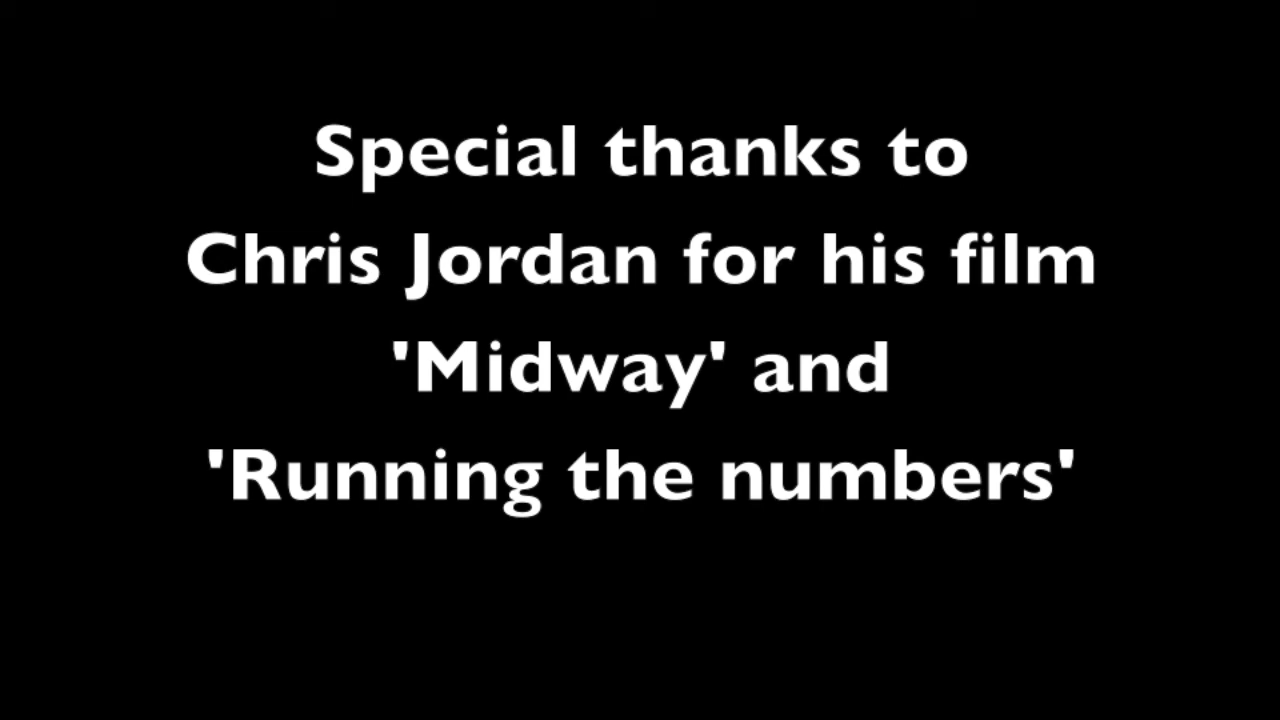 Special thanks to
Chris Jordan for his film
'Midway' and
'Running the numbers'